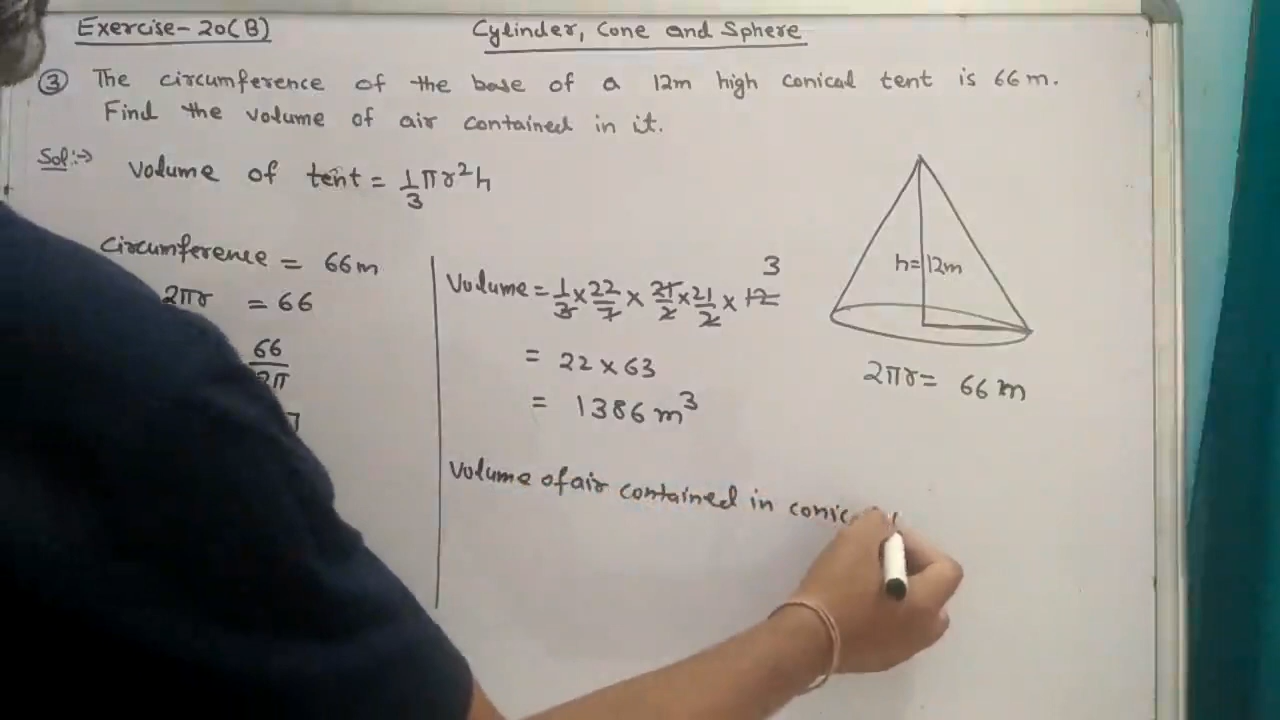 Exercise-20(B)
Cylinder, Cone and Sphere
③ The circumference of the base of a 12m high conical tent is 66 m.
Find the volume of air contained in it.
Sol:→
Volume of tent = 1/3 πr²h
Circumference = 66m
2πr = 66
66/2π
7
Volume = 1/3 × 22/7 × 21/2 × 21/2 × 12 3
= 22 × 63
= 1386 m³
Volume of air contained in conic
h = 12m
2πr = 66 m